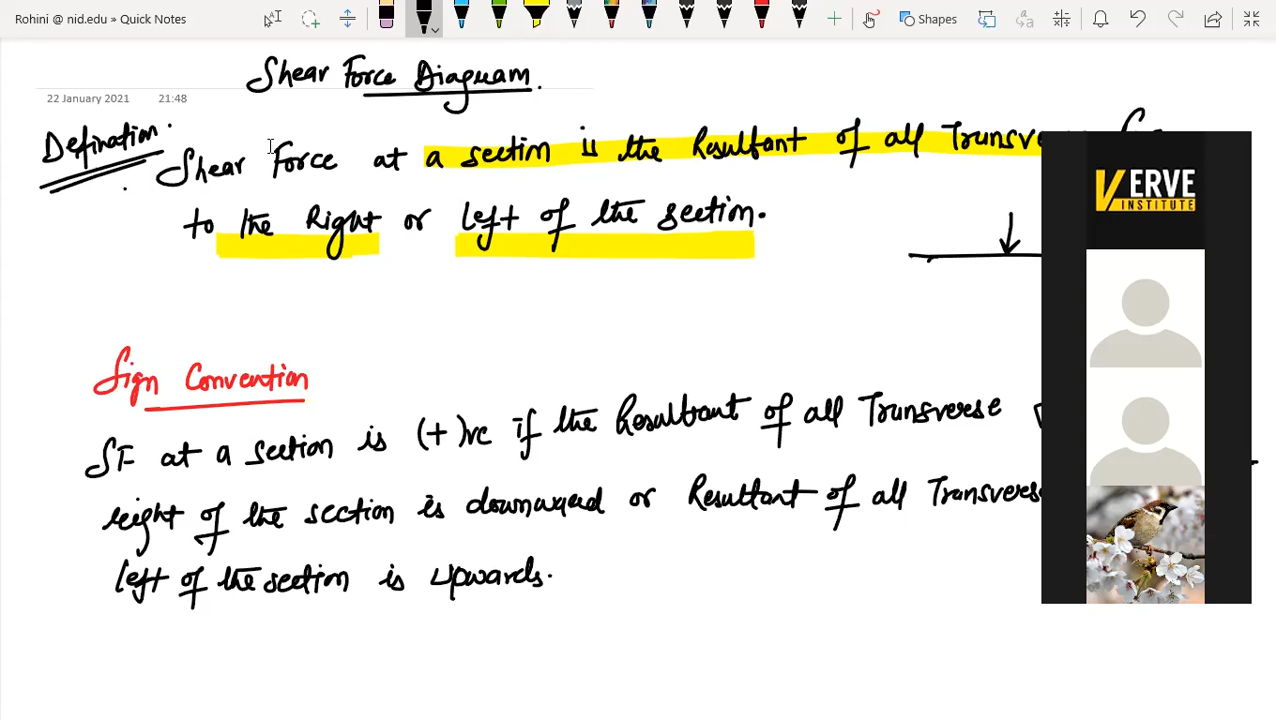 Rohini @ nid.edu » Quick Notes
Shapes
Shear Force Diagram.
22 January 2021 21:48
Defination.
Shear Force at a section is the Resultant of all Transve
to the Right or left of the section.
VERVE
INSTITUTE
Sign Convention
SF at a section is (+)ve if the Resultant of all Transverse
right of the section is downward or Resultant of all Transverse
left of the section is upwards.